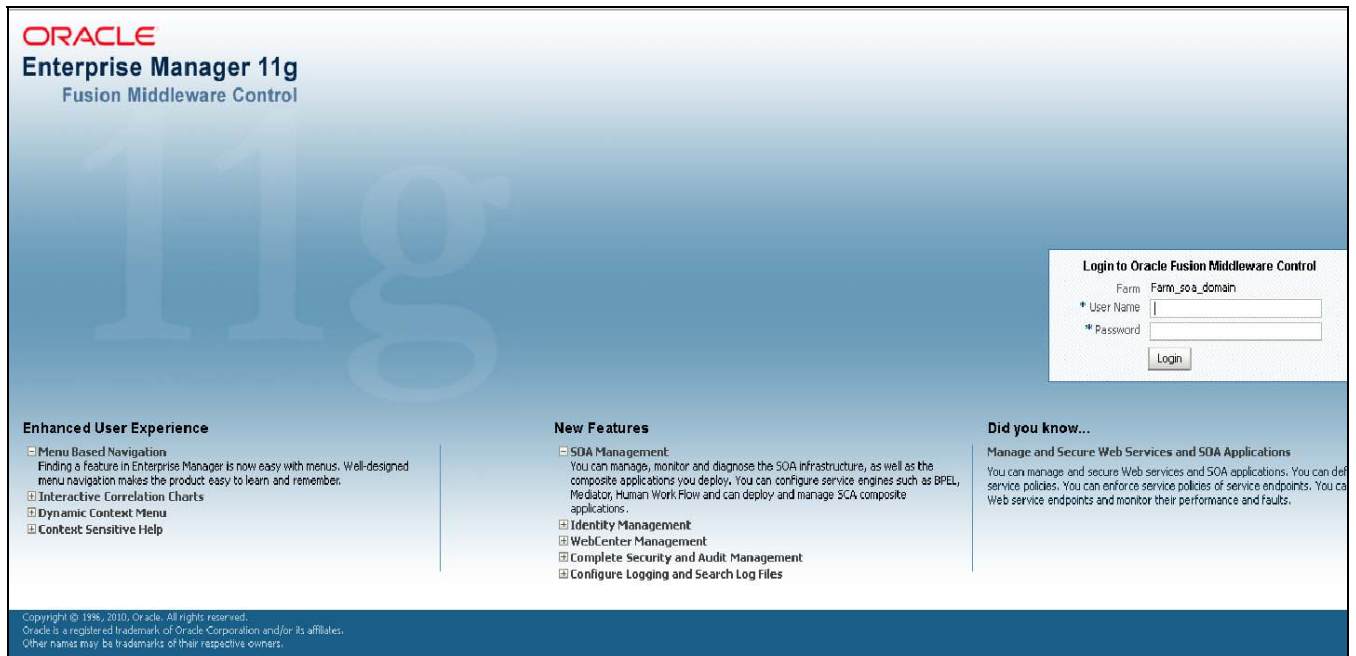 ORACLE
Enterprise Manager 11g
Fusion Middleware Control
11g
Login to Oracle Fusion Middleware Control
Farm Farm_soa_domain
* User Name
* Password
Login
Enhanced User Experience
Menu Based Navigation
Finding a feature in Enterprise Manager is now easy with menus. Well-designed
menu navigation makes the product easy to learn and remember.
Interactive Correlation Charts
Dynamic Context Menu
Context Sensitive Help
New Features
SOA Management
You can manage, monitor and diagnose the SOA infrastructure, as well as the
composite applications you deploy. You can configure service engines such as BPEL,
Mediator, Human Work Flow and can deploy and manage SCA composite
applications.
Identity Management
WebCenter Management
Complete Security and Audit Management
Configure Logging and Search Log Files
Did you know...
Manage and Secure Web Services and SOA Applications
You can manage and secure Web services and SOA applications. You can def
service policies. You can enforce service policies of service endpoints. You ca
Web service endpoints and monitor their performance and faults.
Copyright © 1996, 2010, Oracle. All rights reserved.
Oracle is a registered trademark of Oracle Corporation and/or its affiliates.
Other names may be trademarks of their respective owners.